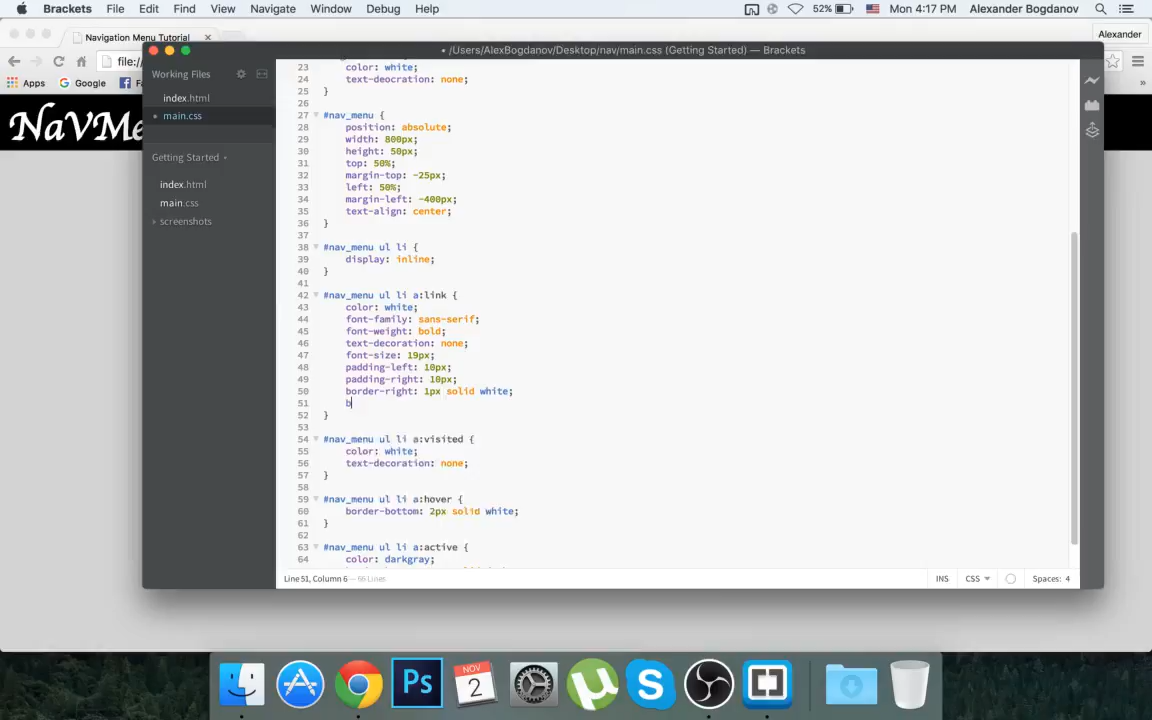 Brackets File Edit Find View Navigate Window Debug Help 52% Mon 4:17 PM Alexander Bogdanov
Navigation Menu Tutorial × Alexander
file://
Apps Google
NaVMe
• /Users/AlexBogdanov/Desktop/nav/main.css (Getting Started) — Brackets
Working Files
index.html
• main.css
Getting Started
index.html
main.css
screenshots
23 color: white;
24 text-deocration: none;
25 }
26
27 #nav_menu {
28 position: absolute;
29 width: 800px;
30 height: 50px;
31 top: 50%;
32 margin-top: -25px;
33 left: 50%;
34 margin-left: -400px;
35 text-align: center;
36 }
37
38 #nav_menu ul li {
39 display: inline;
40 }
41
42 #nav_menu ul li a:link {
43 color: white;
44 font-family: sans-serif;
45 font-weight: bold;
46 text-decoration: none;
47 font-size: 19px;
48 padding-left: 10px;
49 padding-right: 10px;
50 border-right: 1px solid white;
51 b
52 }
53
54 #nav_menu ul li a:visited {
55 color: white;
56 text-decoration: none;
57 }
58
59 #nav_menu ul li a:hover {
60 border-bottom: 2px solid white;
61 }
62
63 #nav_menu ul li a:active {
64 color: darkgray;
Line 51, Column 6 — 66 Lines INS CSS Spaces: 4
Ps NOV 2